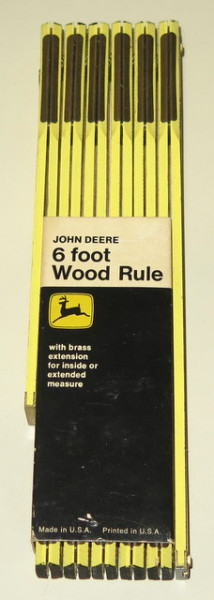 JOHN DEERE
6 foot
Wood Rule
with brass
extension
for inside or
extended
measure
Made in U.S.A. Printed in U.S.A.